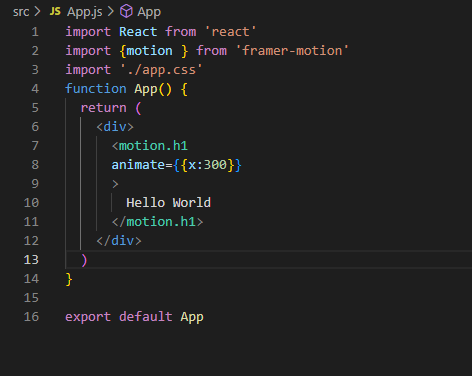 src > JS App.js > App
1 import React from 'react'
2 import {motion } from 'framer-motion'
3 import './app.css'
4 function App() {
5 return (
6 <div>
7 <motion.h1
8 animate={{x:300}}
9 >
10 Hello World
11 </motion.h1>
12 </div>
13 )
14 }
15
16 export default App